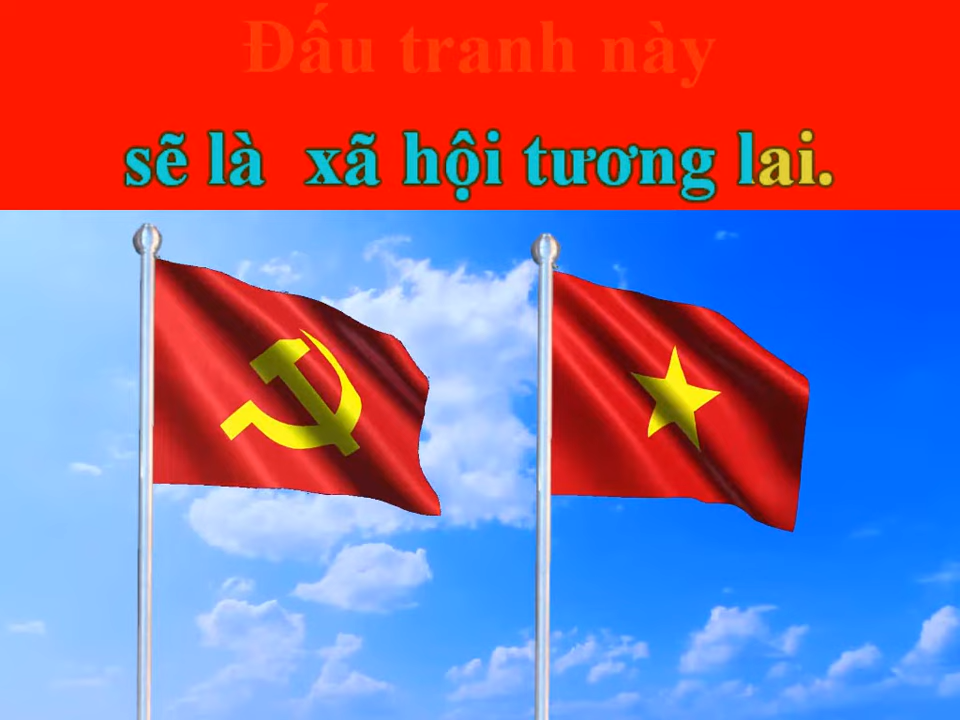 Đấu tranh này
sẽ là xã hội tương lai.